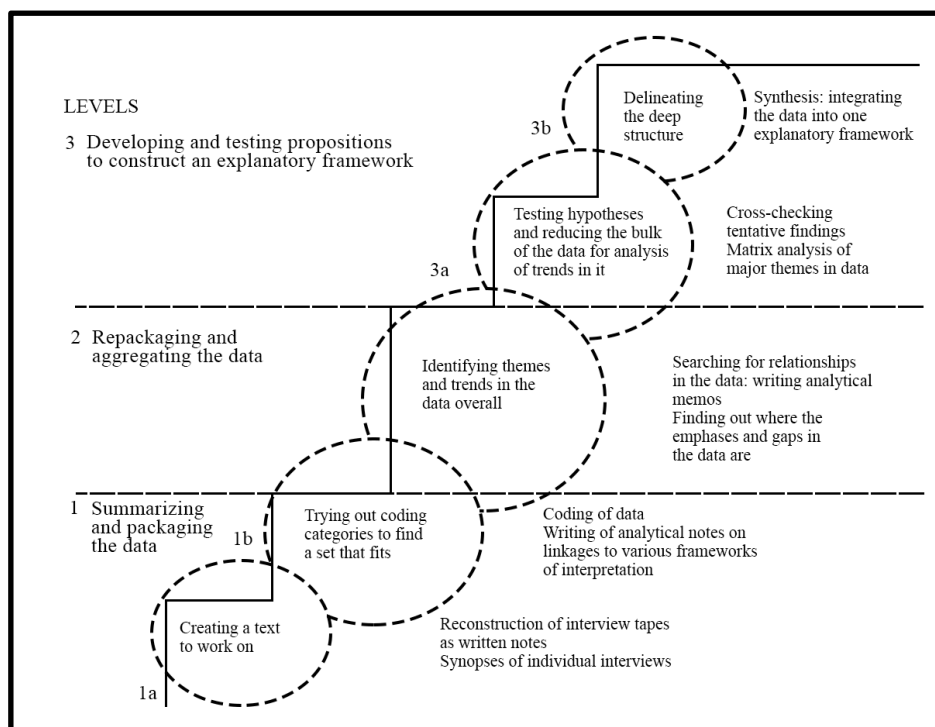 LEVELS
3 Developing and testing propositions
to construct an explanatory framework
3b
Delineating
the deep
structure
Synthesis: integrating
the data into one
explanatory framework
3a
Testing hypotheses
and reducing the bulk
of the data for analysis
of trends in it
Cross-checking
tentative findings
Matrix analysis of
major themes in data
2 Repackaging and
aggregating the data
Identifying themes
and trends in the
data overall
Searching for relationships
in the data: writing analytical
memos
Finding out where the
emphases and gaps in
the data are
1 Summarizing
and packaging
the data
1b
Trying out coding
categories to find
a set that fits
Coding of data
Writing of analytical notes on
linkages to various frameworks
of interpretation
Creating a text
to work on
Reconstruction of interview tapes
as written notes
Synopses of individual interviews
1a